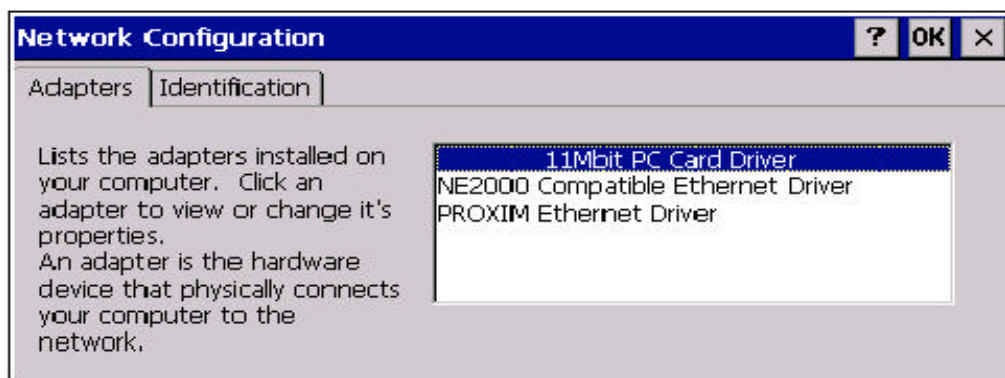 Network Configuration
? OK ×
Adapters Identification
Lists the adapters installed on
your computer. Click an
adapter to view or change it's
properties.
An adapter is the hardware
device that physically connects
your computer to the
network.
11Mbit PC Card Driver
NE2000 Compatible Ethernet Driver
PROXIM Ethernet Driver